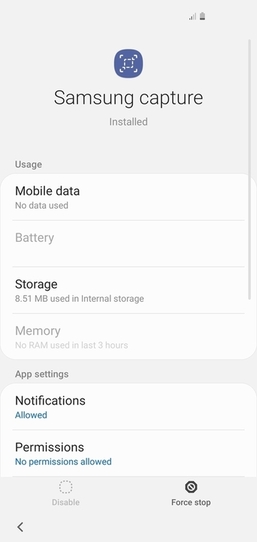 Samsung capture
Installed
Usage
Mobile data
No data used
Battery
Storage
8.51 MB used in Internal storage
Memory
No RAM used in last 3 hours
App settings
Notifications
Allowed
Permissions
No permissions allowed
Disable
Force stop